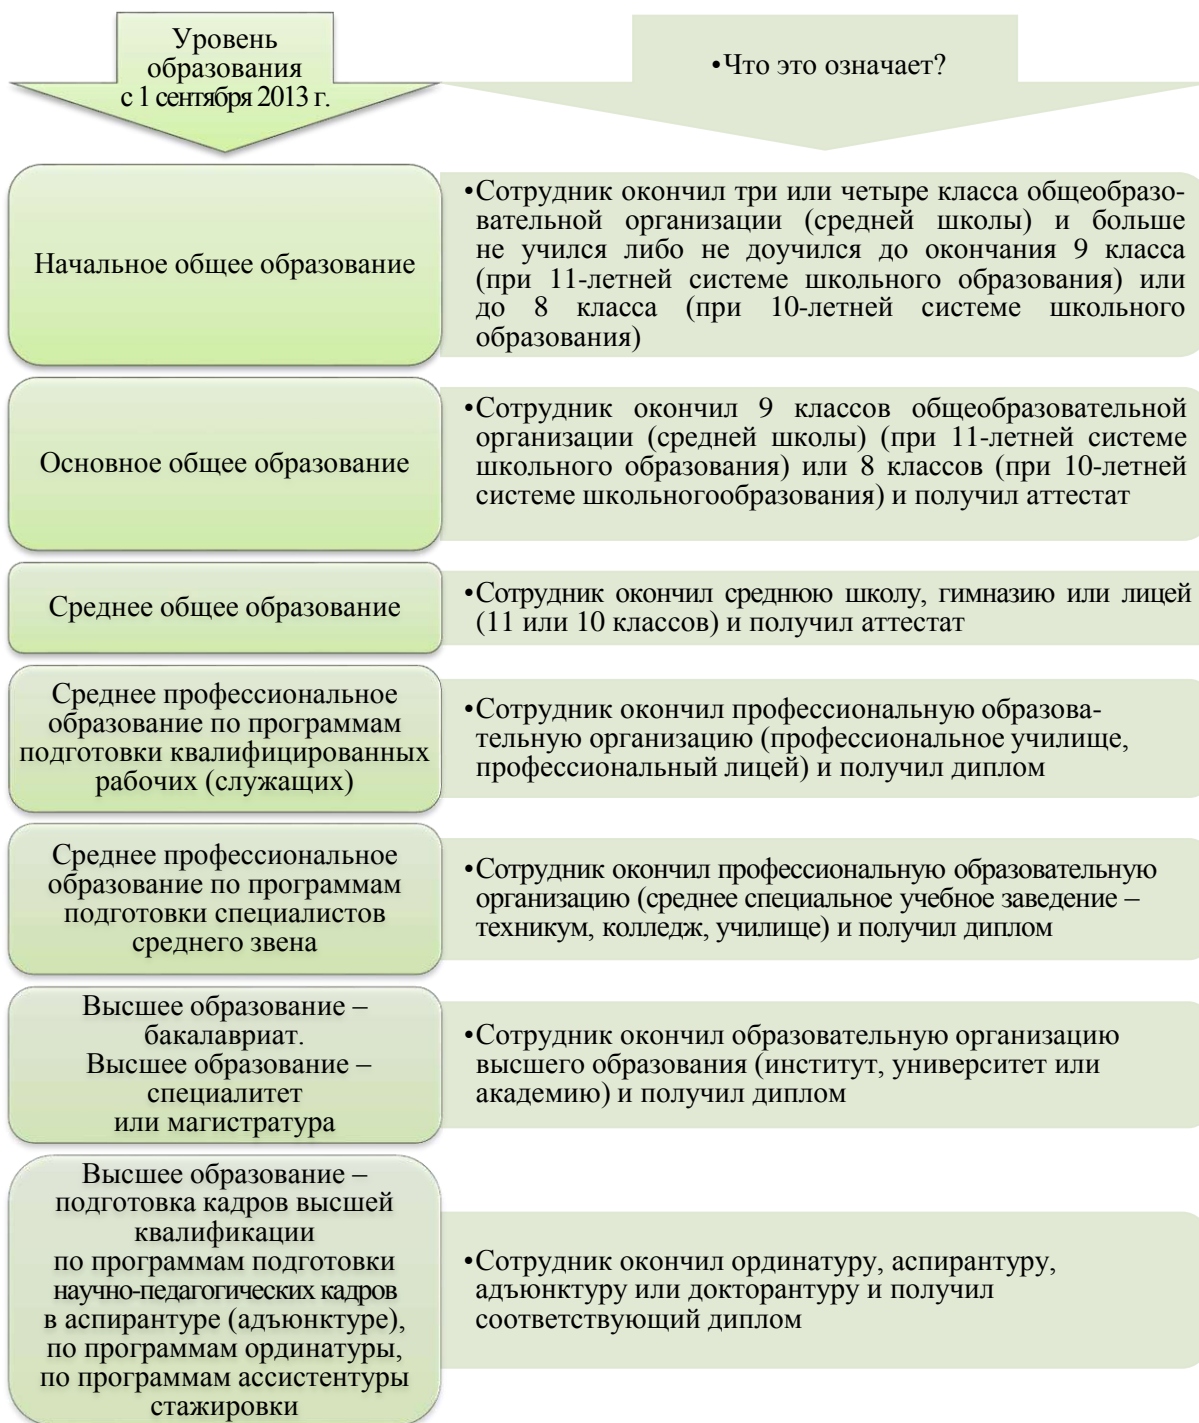 Уровень
образования
с 1 сентября 2013 г.
•Что это означает?
Начальное общее образование
•Сотрудник окончил три или четыре класса общеобразо-
вательной организации (средней школы) и больше
не учился либо не доучился до окончания 9 класса
(при 11-летней системе школьного образования) или
до 8 класса (при 10-летней системе школьного
образования)
Основное общее образование
•Сотрудник окончил 9 классов общеобразовательной
организации (средней школы) (при 11-летней системе
школьного образования) или 8 классов (при 10-летней
системе школьногообразования) и получил аттестат
Среднее общее образование
•Сотрудник окончил среднюю школу, гимназию или лицей
(11 или 10 классов) и получил аттестат
Среднее профессиональное
образование по программам
подготовки квалифицированных
рабочих (служащих)
•Сотрудник окончил профессиональную образова-
тельную организацию (профессиональное училище,
профессиональный лицей) и получил диплом
Среднее профессиональное
образование по программам
подготовки специалистов
среднего звена
•Сотрудник окончил профессиональную образовательную
организацию (среднее специальное учебное заведение –
техникум, колледж, училище) и получил диплом
Высшее образование –
бакалавриат.
Высшее образование –
специалитет
или магистратура
•Сотрудник окончил образовательную организацию
высшего образования (институт, университет или
академию) и получил диплом
Высшее образование –
подготовка кадров высшей
квалификации
по программам подготовки
научно-педагогических кадров
в аспирантуре (адъюнктуре),
по программам ординатуры,
по программам ассистентуры
стажировки
•Сотрудник окончил ординатуру, аспирантуру,
адъюнктуру или докторантуру и получил
соответствующий диплом